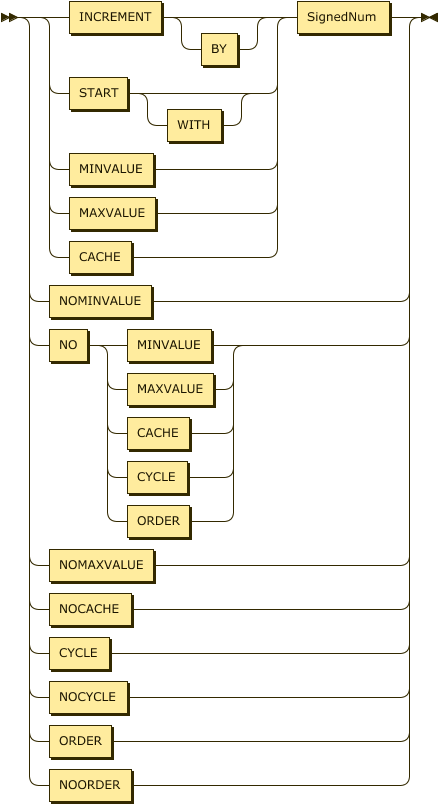 INCREMENT SignedNum
BY
START
WITH
MINVALUE
MAXVALUE
CACHE
NOMINVALUE
NO MINVALUE
MAXVALUE
CACHE
CYCLE
ORDER
NOMAXVALUE
NOCACHE
CYCLE
NOCYCLE
ORDER
NOORDER